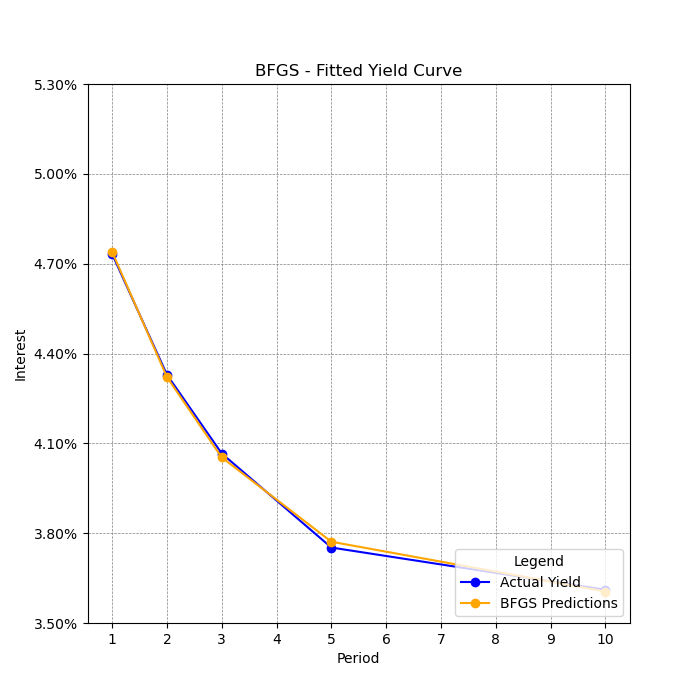 BFGS - Fitted Yield Curve
5.30%
5.00%
4.70%
4.40%
4.10%
3.80%
3.50%
Interest
Legend
Actual Yield
BFGS Predictions
1 2 3 4 5 6 7 8 9 10
Period